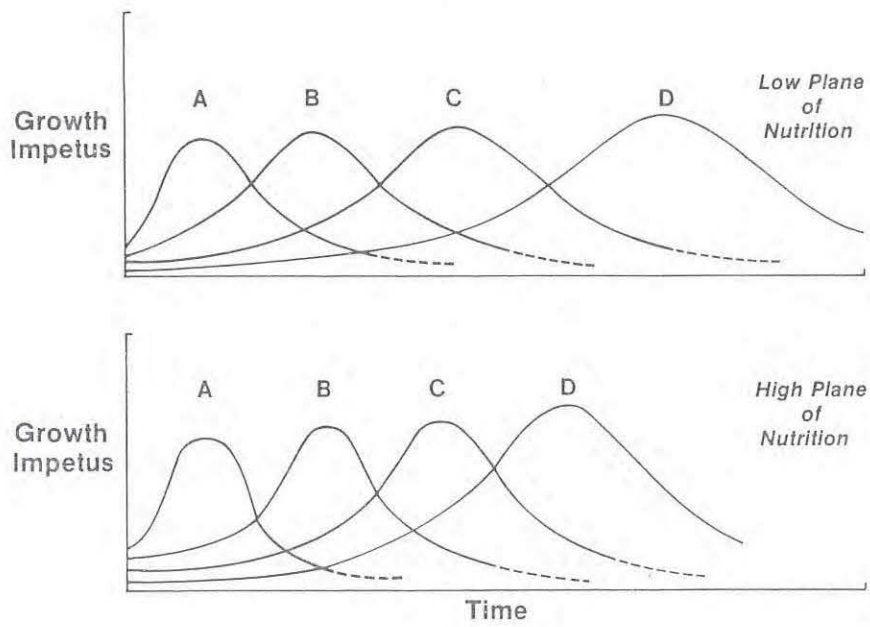 A B C D
Low Plane
of
Nutrition
Growth
Impetus
A B C D
High Plane
of
Nutrition
Growth
Impetus
Time